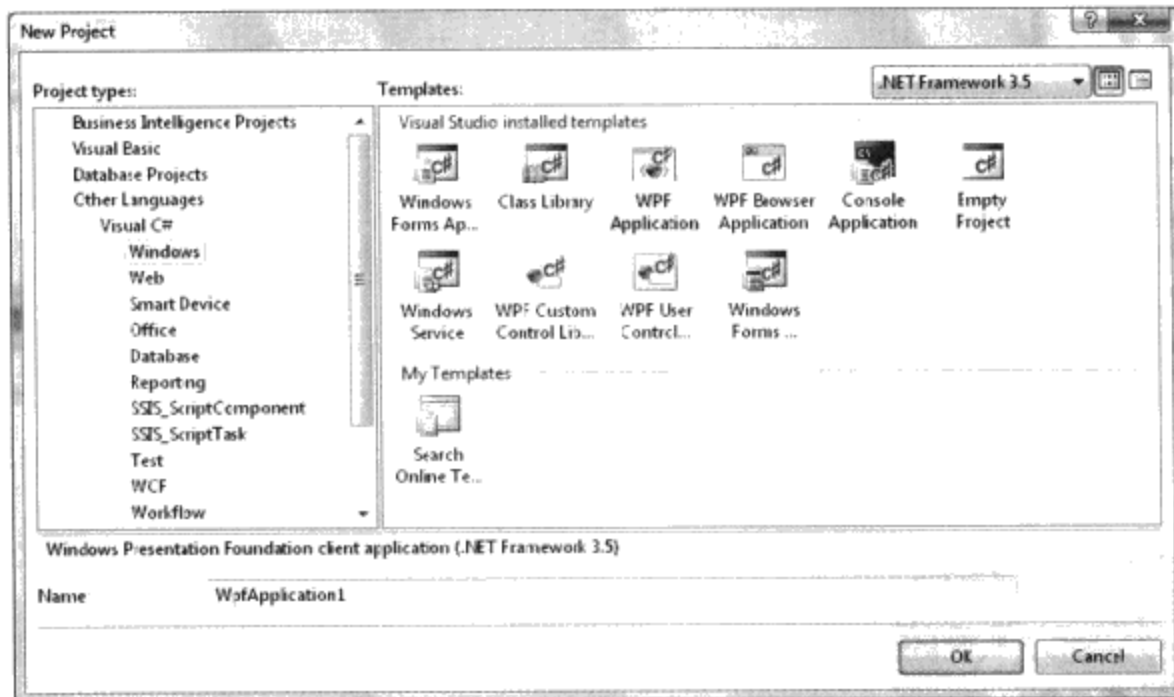 New Project
Project types:
Templates:
.NET Framework 3.5
Business Intelligence Projects
Visual Basic
Database Projects
Other Languages
Visual C#
Windows
Web
Smart Device
Office
Database
Reporting
SSIS_ScriptComponent
SSIS_ScriptTask
Test
WCF
Workflow
Visual Studio installed templates
Windows
Forms Ap...
Class Library
WPF
Application
WPF Browser
Application
Console
Application
Empty
Project
Windows
Service
WPF Custom
Control Lib...
WPF User
Control...
Windows
Forms ...
My Templates
Search
Online Te...
Windows Presentation Foundation client application (.NET Framework 3.5)
Name
WpfApplication1
OK
Cancel